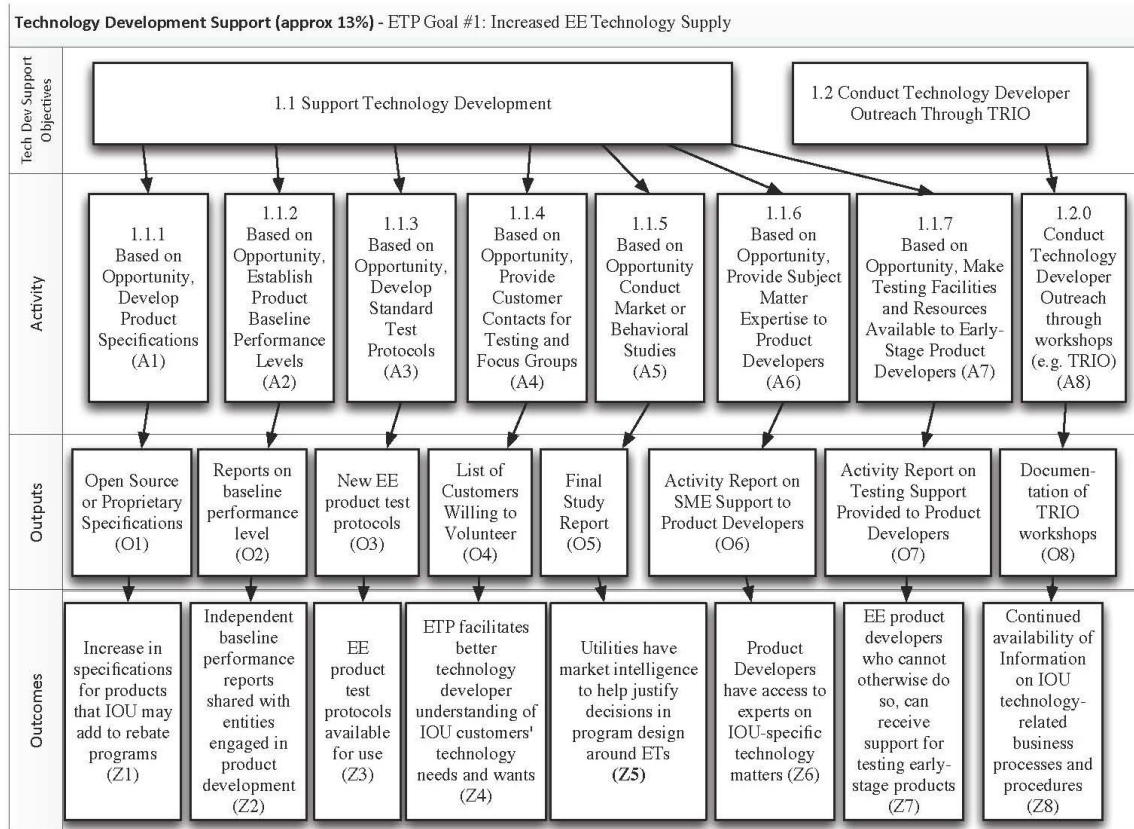 Technology Development Support (approx 13%) - ETP Goal #1: Increased EE Technology Supply
Tech Dev Support
Objectives
1.1 Support Technology Development
1.2 Conduct Technology Developer
Outreach Through TRIO
Activity
1.1.1
Based on
Opportunity,
Develop
Product
Specifications
(A1)
1.1.2
Based on
Opportunity,
Establish
Product
Baseline
Performance
Levels
(A2)
1.1.3
Based on
Opportunity,
Develop
Standard
Test
Protocols
(A3)
1.1.4
Based on
Opportunity,
Provide
Customer
Contacts for
Testing and
Focus Groups
(A4)
1.1.5
Based on
Opportunity
Conduct
Market or
Behavioral
Studies
(A5)
1.1.6
Based on
Opportunity,
Provide Subject
Matter
Expertise to
Product
Developers
(A6)
1.1.7
Based on
Opportunity, Make
Testing Facilities
and Resources
Available to Early-
Stage Product
Developers (A7)
1.2.0
Conduct
Technology
Developer
Outreach
through
workshops
(e.g. TRIO)
(A8)
Outputs
Open Source
or Proprietary
Specifications
(O1)
Reports on
baseline
performance
level
(O2)
New EE
product test
protocols
(O3)
List of
Customers
Willing to
Volunteer
(O4)
Final
Study
Report
(O5)
Activity Report on
SME Support to
Product Developers
(O6)
Activity Report on
Testing Support
Provided to Product
Developers
(O7)
Documen-
tation of
TRIO
workshops
(O8)
Outcomes
Increase in
specifications
for products
that IOU may
add to rebate
programs
(Z1)
Independent
baseline
performance
reports
shared with
entities
engaged in
product
development
(Z2)
EE
product
test
protocols
available
for use
(Z3)
ETP facilitates
better
technology
developer
understanding of
IOU customers'
technology
needs and wants
(Z4)
Utilities have
market intelligence
to help justify
decisions in
program design
around ETs
(Z5)
Product
Developers
have access to
experts on
IOU-specific
technology
matters (Z6)
EE product
developers
who cannot
otherwise do
so, can
receive
support for
testing early-
stage products
(Z7)
Continued
availability of
Information
on IOU
technology-
related
business
processes and
procedures
(Z8)